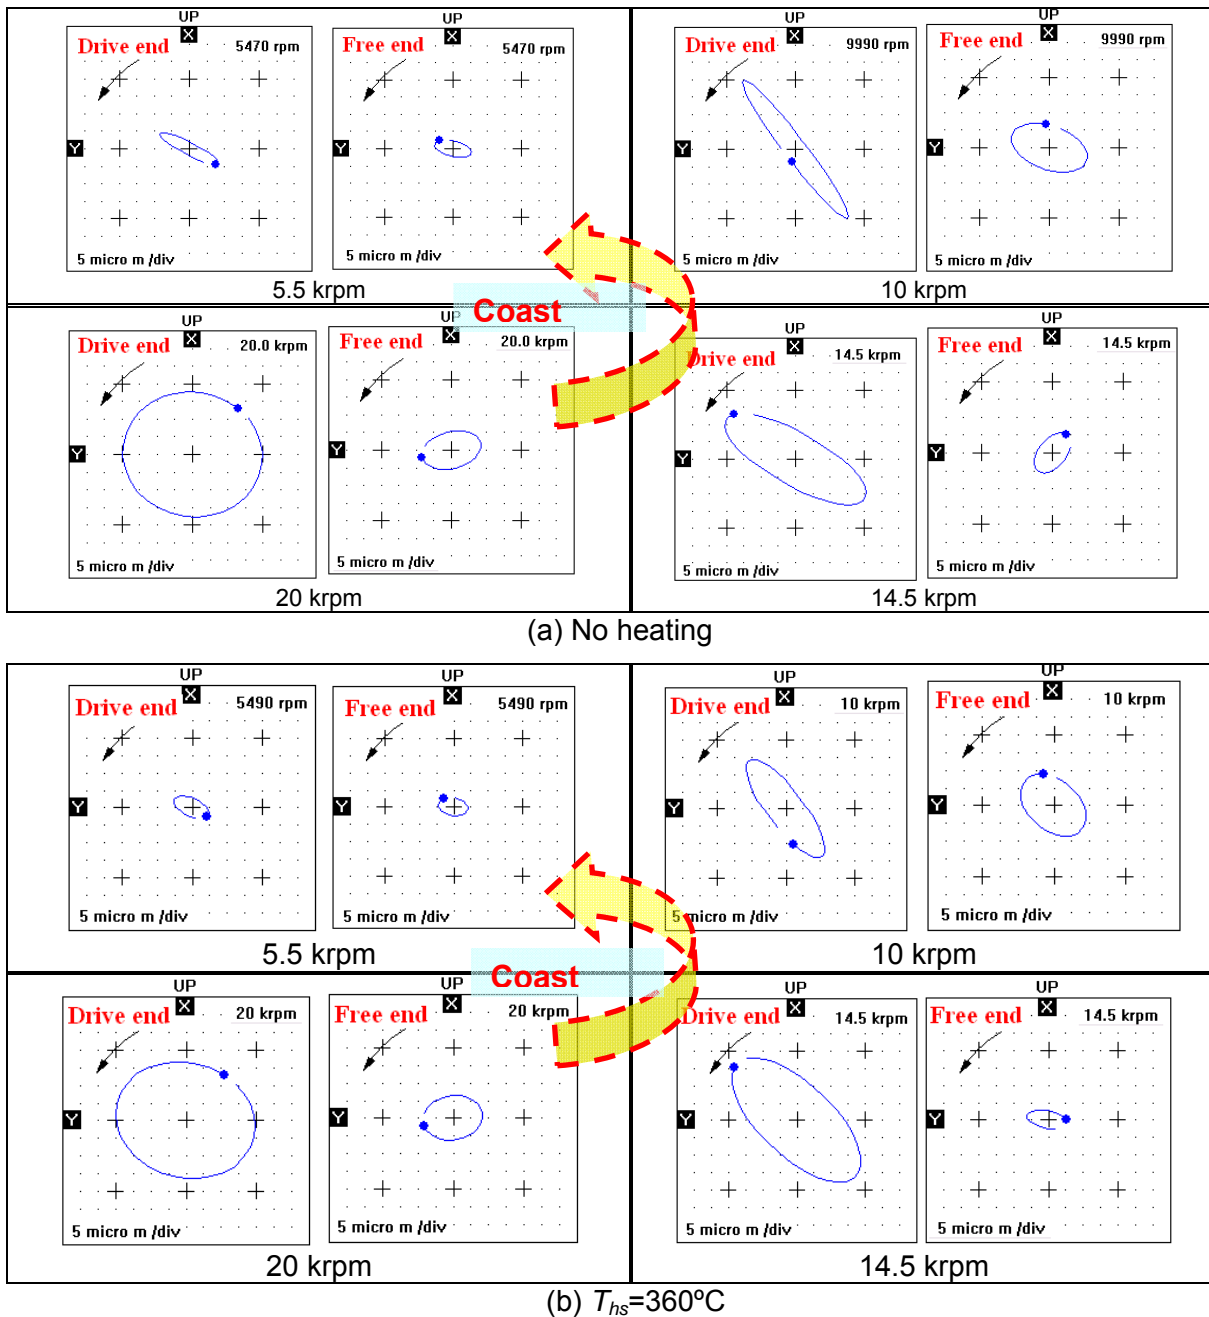 UP
Drive end
X
5470 rpm
Y
5 micro m /div
UP
Free end
X
5470 rpm
Y
5 micro m /div
5.5 krpm
UP
Drive end
X
9990 rpm
Y
5 micro m /div
UP
Free end
X
9990 rpm
Y
5 micro m /div
10 krpm
Coast
UP
Drive end
X
20.0 krpm
Y
5 micro m /div
UP
Free end
X
20.0 krpm
Y
5 micro m /div
20 krpm
UP
Drive end
X
14.5 krpm
Y
5 micro m /div
UP
Free end
X
14.5 krpm
Y
5 micro m /div
14.5 krpm
(a) No heating
UP
Drive end
X
5490 rpm
Y
5 micro m /div
UP
Free end
X
5490 rpm
Y
5 micro m /div
5.5 krpm
UP
Drive end
X
10 krpm
Y
5 micro m /div
UP
Free end
X
10 krpm
Y
5 micro m /div
10 krpm
Coast
UP
Drive end
X
20 krpm
Y
5 micro m /div
UP
Free end
X
20 krpm
Y
5 micro m /div
20 krpm
UP
Drive end
X
14.5 krpm
Y
5 micro m /div
UP
Free end
X
14.5 krpm
Y
5 micro m /div
14.5 krpm
(b) Ths=360ºC